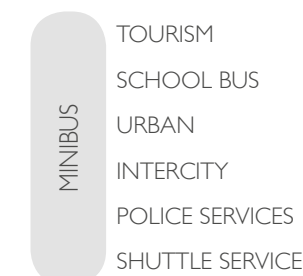 MINIBUS
TOURISM
SCHOOL BUS
URBAN
INTERCITY
POLICE SERVICES
SHUTTLE SERVICE